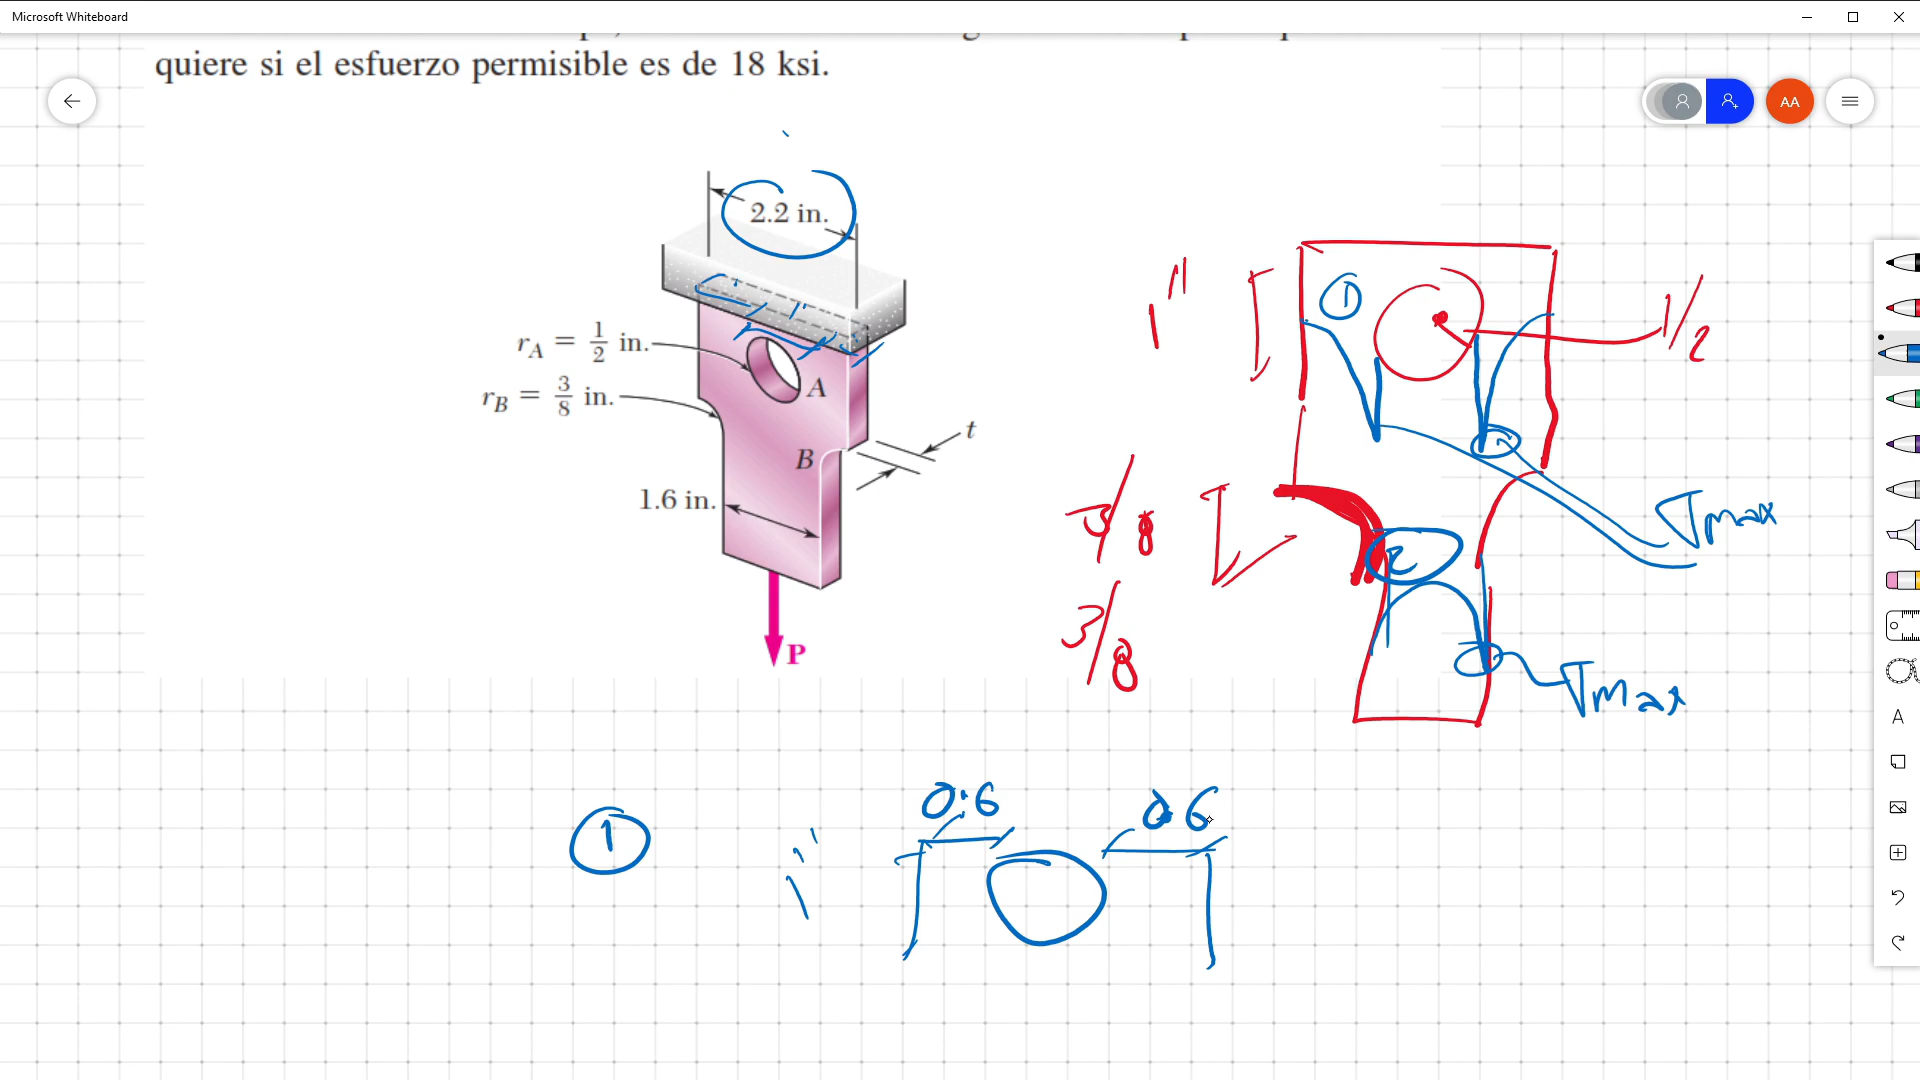 Microsoft Whiteboard
quiere si el esfuerzo permisible es de 18 ksi.
AA
2.2 in.
r_A = 1/2 in.
r_B = 3/8 in.
A
B
t
1.6 in.
P
1"
1
1/2
3/8
3/8
2
σmax
σmax
1
1"
0.6
0.6
A